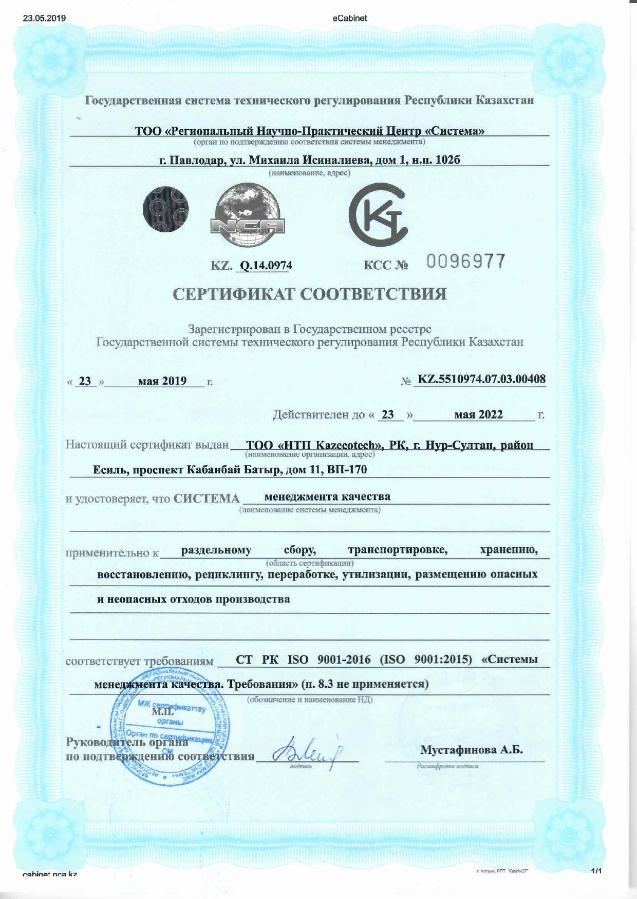 23.05.2019 eCabinet
Государственная система технического регулирования Республики Казахстан
ТОО «Региональный Научно-Практический Центр «Система»
(орган по подтверждению соответствия системы менеджмента)
г. Павлодар, ул. Михаила Исиналиева, дом 1, н.п. 102б
(наименование, адрес)
NCA
KZ. Q.14.0974 КСС № 0096977
СЕРТИФИКАТ СООТВЕТСТВИЯ
Зарегистрирован в Государственном реестре
Государственной системы технического регулирования Республики Казахстан
« 23 » мая 2019 г. № KZ.5510974.07.03.00408
Действителен до « 23 » мая 2022 г.
Настоящий сертификат выдан ТОО «НТП Kazecotech», РК, г. Нур-Султан, район
(наименование организации, адрес)
Есиль, проспект Кабанбай Батыр, дом 11, ВП-170
и удостоверяет, что СИСТЕМА менеджмента качества
(наименование системы менеджмента)
применительно к раздельному сбору, транспортировке, хранению,
(область сертификации)
восстановлению, рециклингу, переработке, утилизации, размещению опасных
и неопасных отходов производства
соответствует требованиям СТ РК ISO 9001-2016 (ISO 9001:2015) «Системы
менеджмента качества. Требования» (п. 8.3 не применяется)
(обозначение и наименование НД)
МЖ сертификаттау
М.П.
органы
Орган по сертификации
СМ
Руководитель органа
по подтверждению соответствия
подпись
Мустафинова А.Б.
Расшифровка подписи
cabinet.nca.kz 1/1